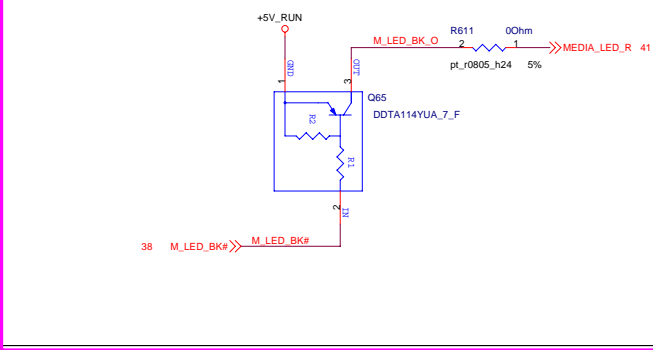 +5V_RUN
R611 0Ohm
M_LED_BK_O 2 1 MEDIA_LED_R 41
pt_r0805_h24 5%
GND OUT
1 3
Q65
DDTA114YUA_7_F
R2
R1
2 IN
38 M_LED_BK# M_LED_BK#